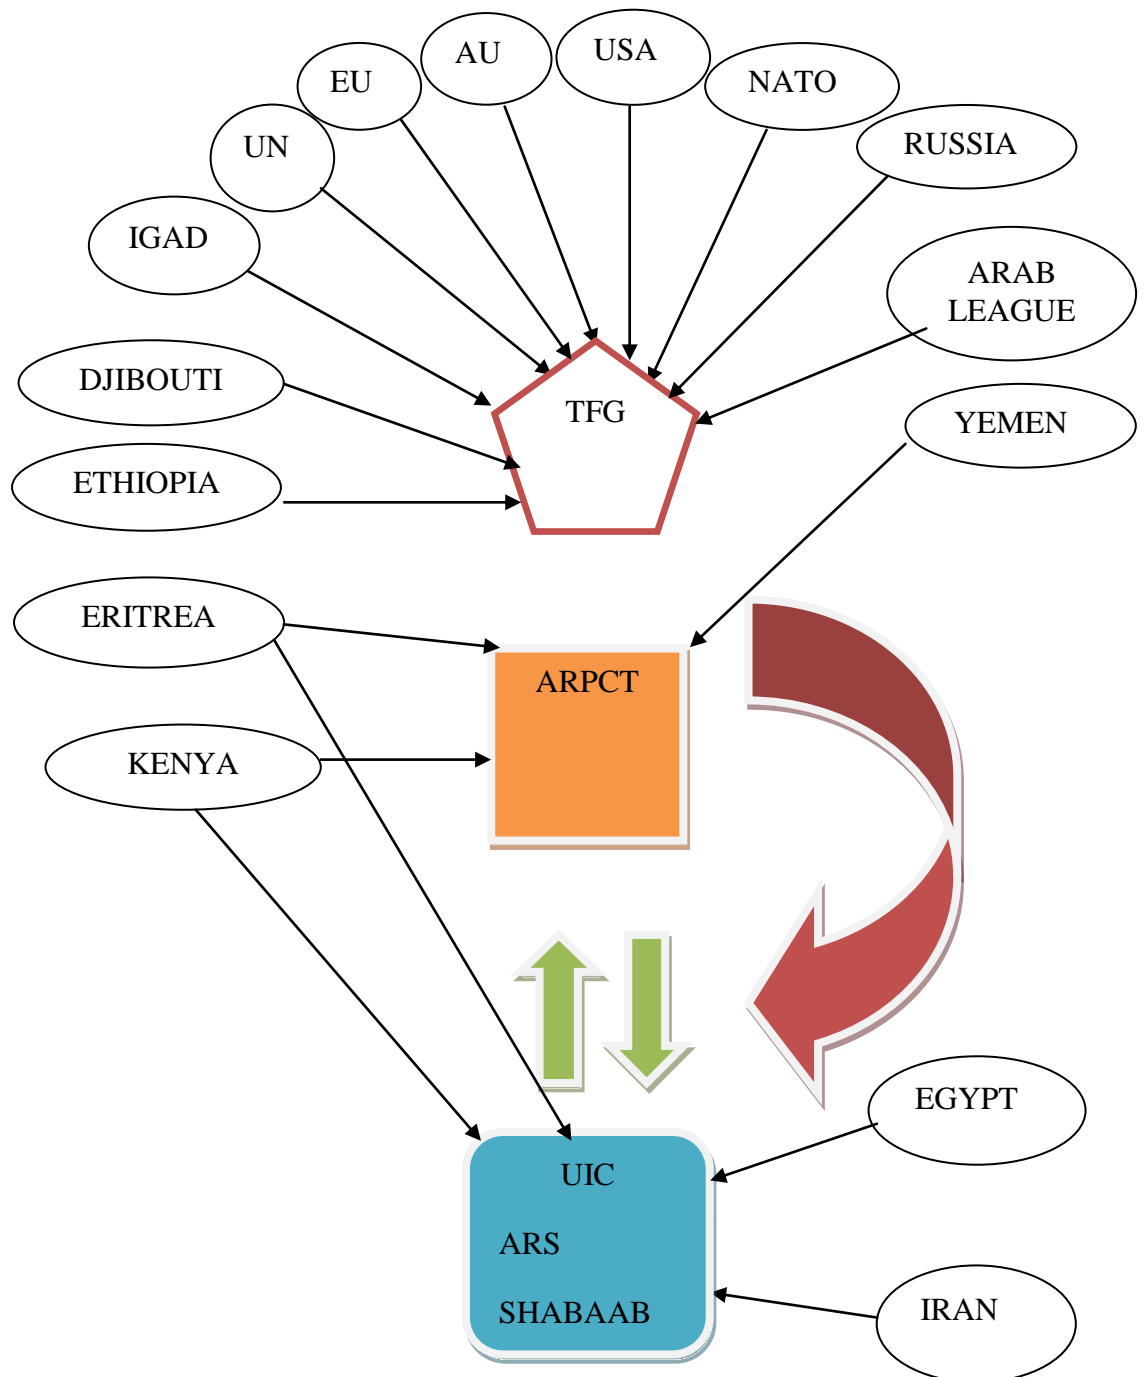 AU
USA
EU
NATO
UN
RUSSIA
IGAD
ARAB
LEAGUE
DJIBOUTI
TFG
YEMEN
ETHIOPIA
ERITREA
ARPCT
KENYA
EGYPT
UIC
ARS
SHABAAB
IRAN